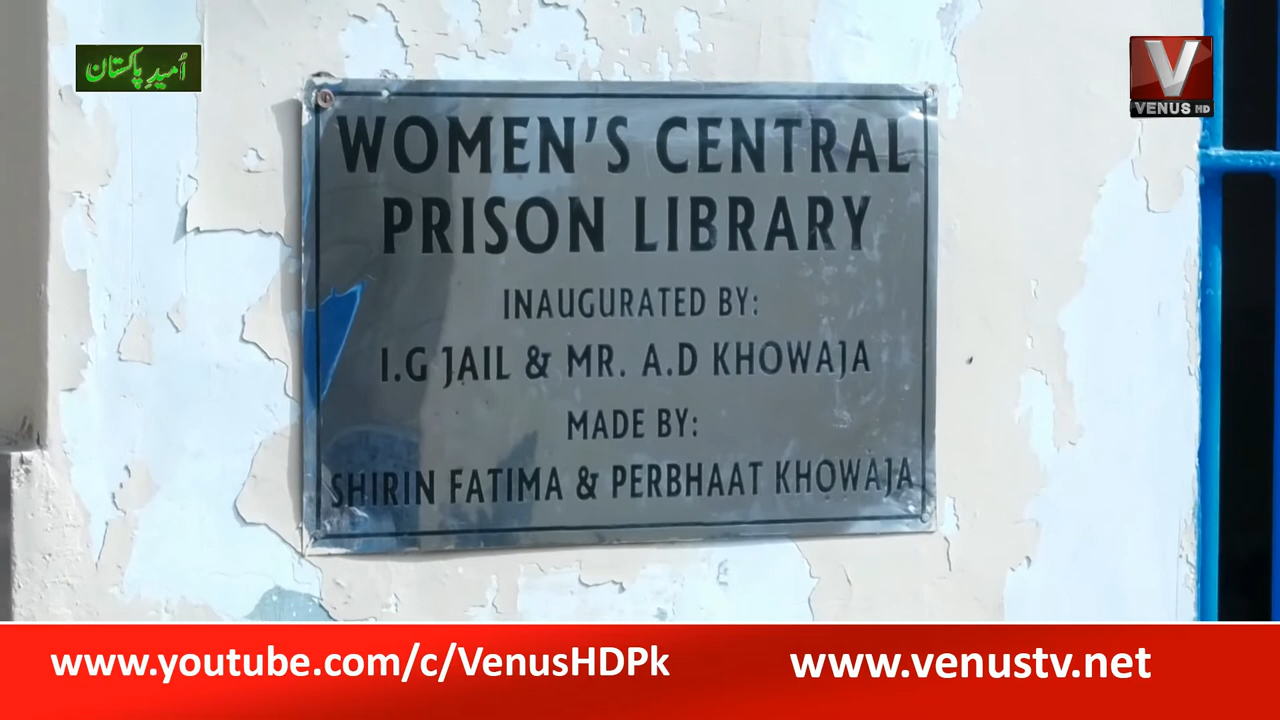 اُمیدِ پاکستان
V
VENUS HD
WOMEN'S CENTRAL
PRISON LIBRARY
INAUGURATED BY:
I.G JAIL & MR. A.D KHOWAJA
MADE BY:
SHIRIN FATIMA & PERBHAAT KHOWAJA
www.youtube.com/c/VenusHDPk
www.venustv.net